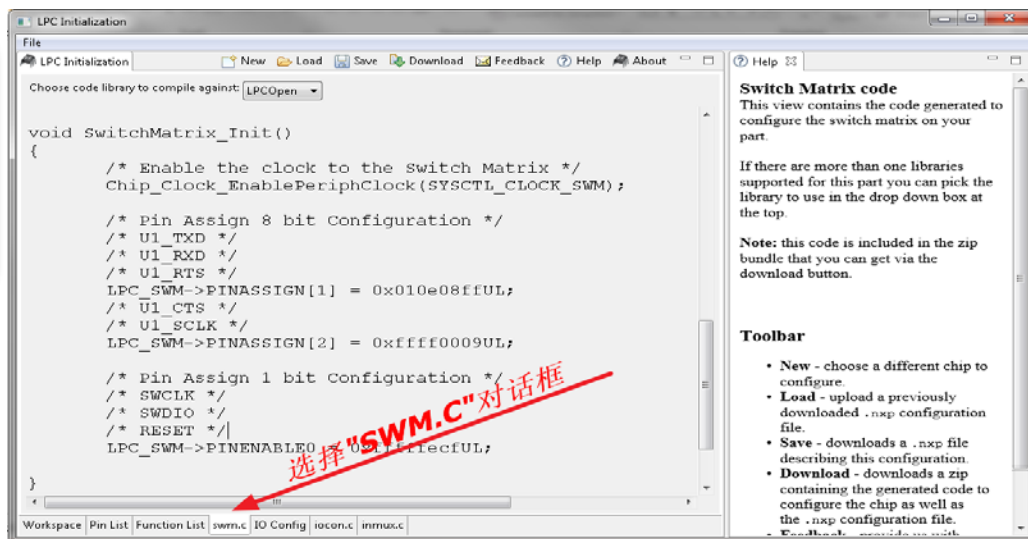 LPC Initialization
File
LPC Initialization
New Load Save Download Feedback Help About
Choose code library to compile against: LPCOpen
void SwitchMatrix_Init()
{
/* Enable the clock to the Switch Matrix */
Chip_Clock_EnablePeriphClock(SYSCTL_CLOCK_SWM);
/* Pin Assign 8 bit Configuration */
/* U1_TXD */
/* U1_RXD */
/* U1_RTS */
LPC_SWM->PINASSIGN[1] = 0x010e08ffUL;
/* U1_CTS */
/* U1_SCLK */
LPC_SWM->PINASSIGN[2] = 0xffff0009UL;
/* Pin Assign 1 bit Configuration */
/* SWCLK */
/* SWDIO */
/* RESET */
LPC_SWM->PINENABLE0 = 
}
选择"SWM.C"对话框
Workspace Pin List Function List swm.c IO Config iocon.c inmux.c
Help
Switch Matrix code
This view contains the code generated to
configure the switch matrix on your
part.
If there are more than one libraries
supported for this part you can pick the
library to use in the drop down box at
the top.
Note: this code is included in the zip
bundle that you can get via the
download button.
Toolbar
• New - choose a different chip to
configure.
• Load - upload a previously
downloaded .nxp configuration
file.
• Save - downloads a .nxp file
describing this configuration.
• Download - downloads a zip
containing the generated code to
configure the chip as well as
the .nxp configuration file.
• Feedback - provide us with